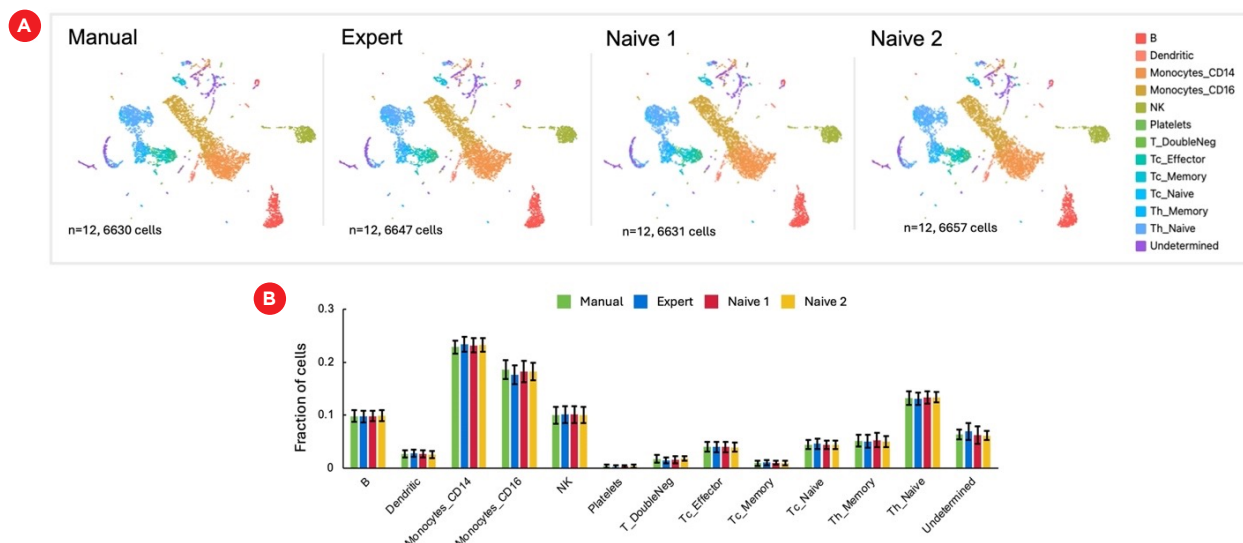 A
Manual
Expert
Naive 1
Naive 2
n=12, 6630 cells
n=12, 6647 cells
n=12, 6631 cells
n=12, 6657 cells
B
Dendritic
Monocytes_CD14
Monocytes_CD16
NK
Platelets
T_DoubleNeg
Tc_Effector
Tc_Memory
Tc_Naive
Th_Memory
Th_Naive
Undetermined
B
Manual
Expert
Naive 1
Naive 2
Fraction of cells
0.3
0.2
0.1
0
B
Dendritic
Monocytes_CD14
Monocytes_CD16
NK
Platelets
T_DoubleNeg
Tc_Effector
Tc_Memory
Tc_Naive
Th_Memory
Th_Naive
Undetermined